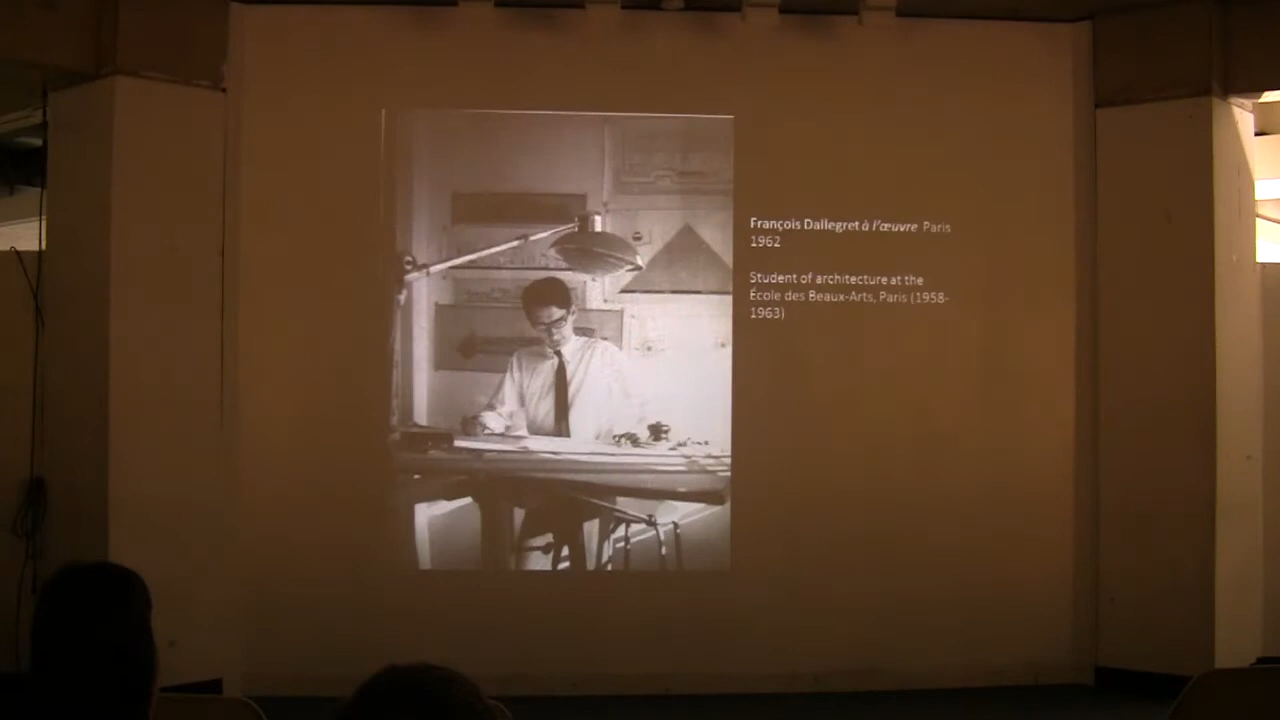 François Dallegret à l'œuvre Paris
1962
Student of architecture at the
École des Beaux-Arts, Paris (1958-
1963)